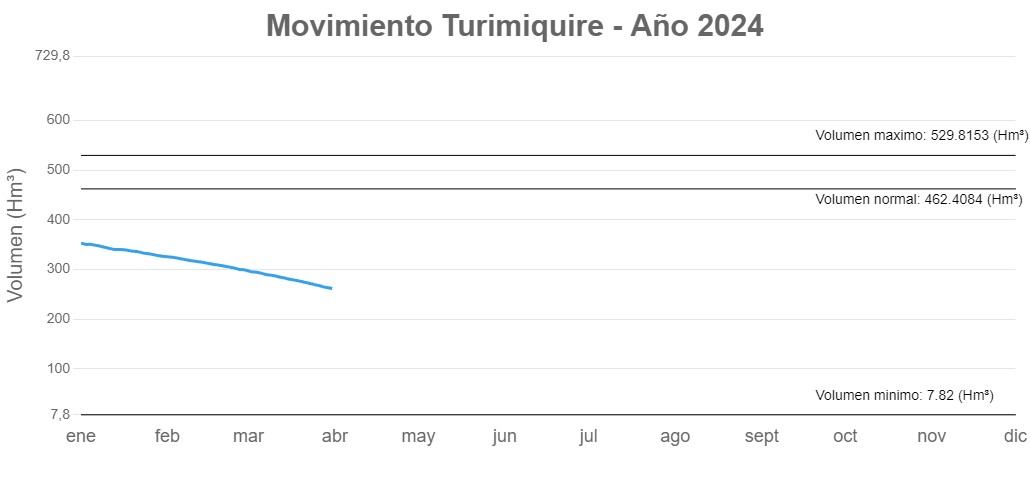 Movimiento Turimiquire - Año 2024
729,8
600
Volumen maximo: 529.8153 (Hm³)
500
Volumen normal: 462.4084 (Hm³)
400
300
200
100
Volumen minimo: 7.82 (Hm³)
7,8
Volumen (Hm³)
ene feb mar abr may jun jul ago sept oct nov dic